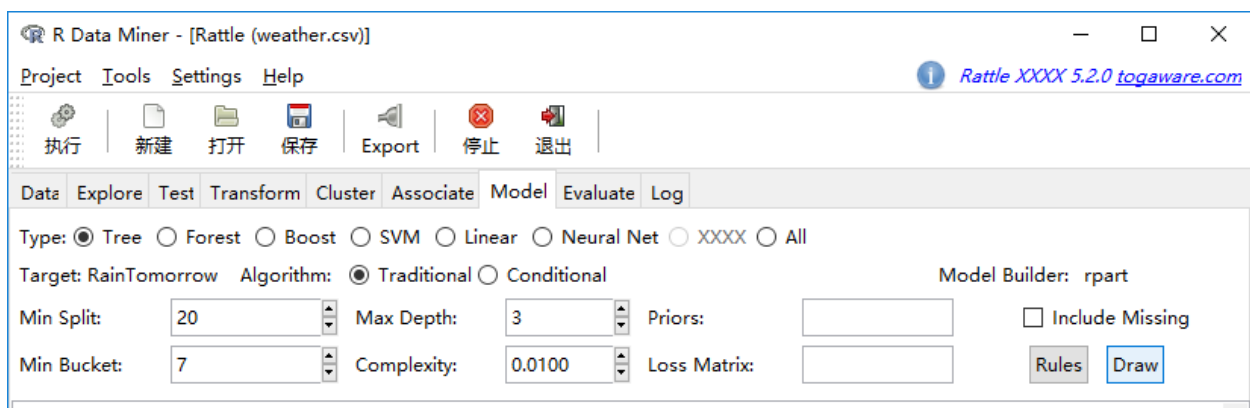 R Data Miner - [Rattle (weather.csv)]
Project Tools Settings Help Rattle XXXX 5.2.0 togaware.com
执行 新建 打开 保存 Export 停止 退出
Data Explore Test Transform Cluster Associate Model Evaluate Log
Type: Tree Forest Boost SVM Linear Neural Net XXXX All
Target: RainTomorrow Algorithm: Traditional Conditional Model Builder: rpart
Min Split: 20 Max Depth: 3 Priors: Include Missing
Min Bucket: 7 Complexity: 0.0100 Loss Matrix: Rules Draw